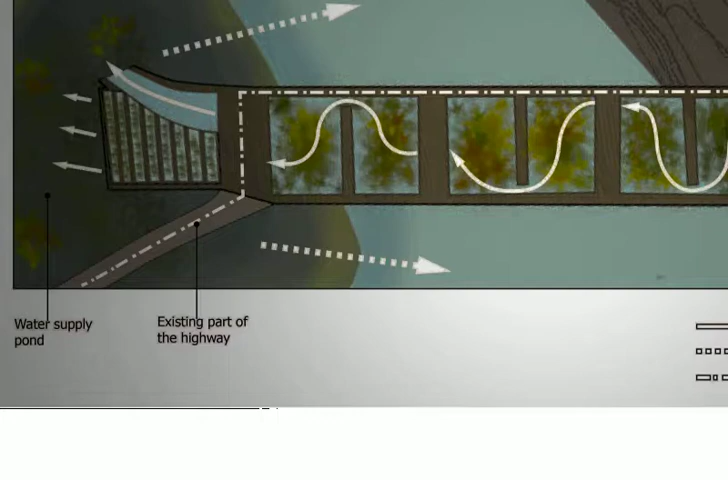 Water supply
pond
Existing part of
the highway